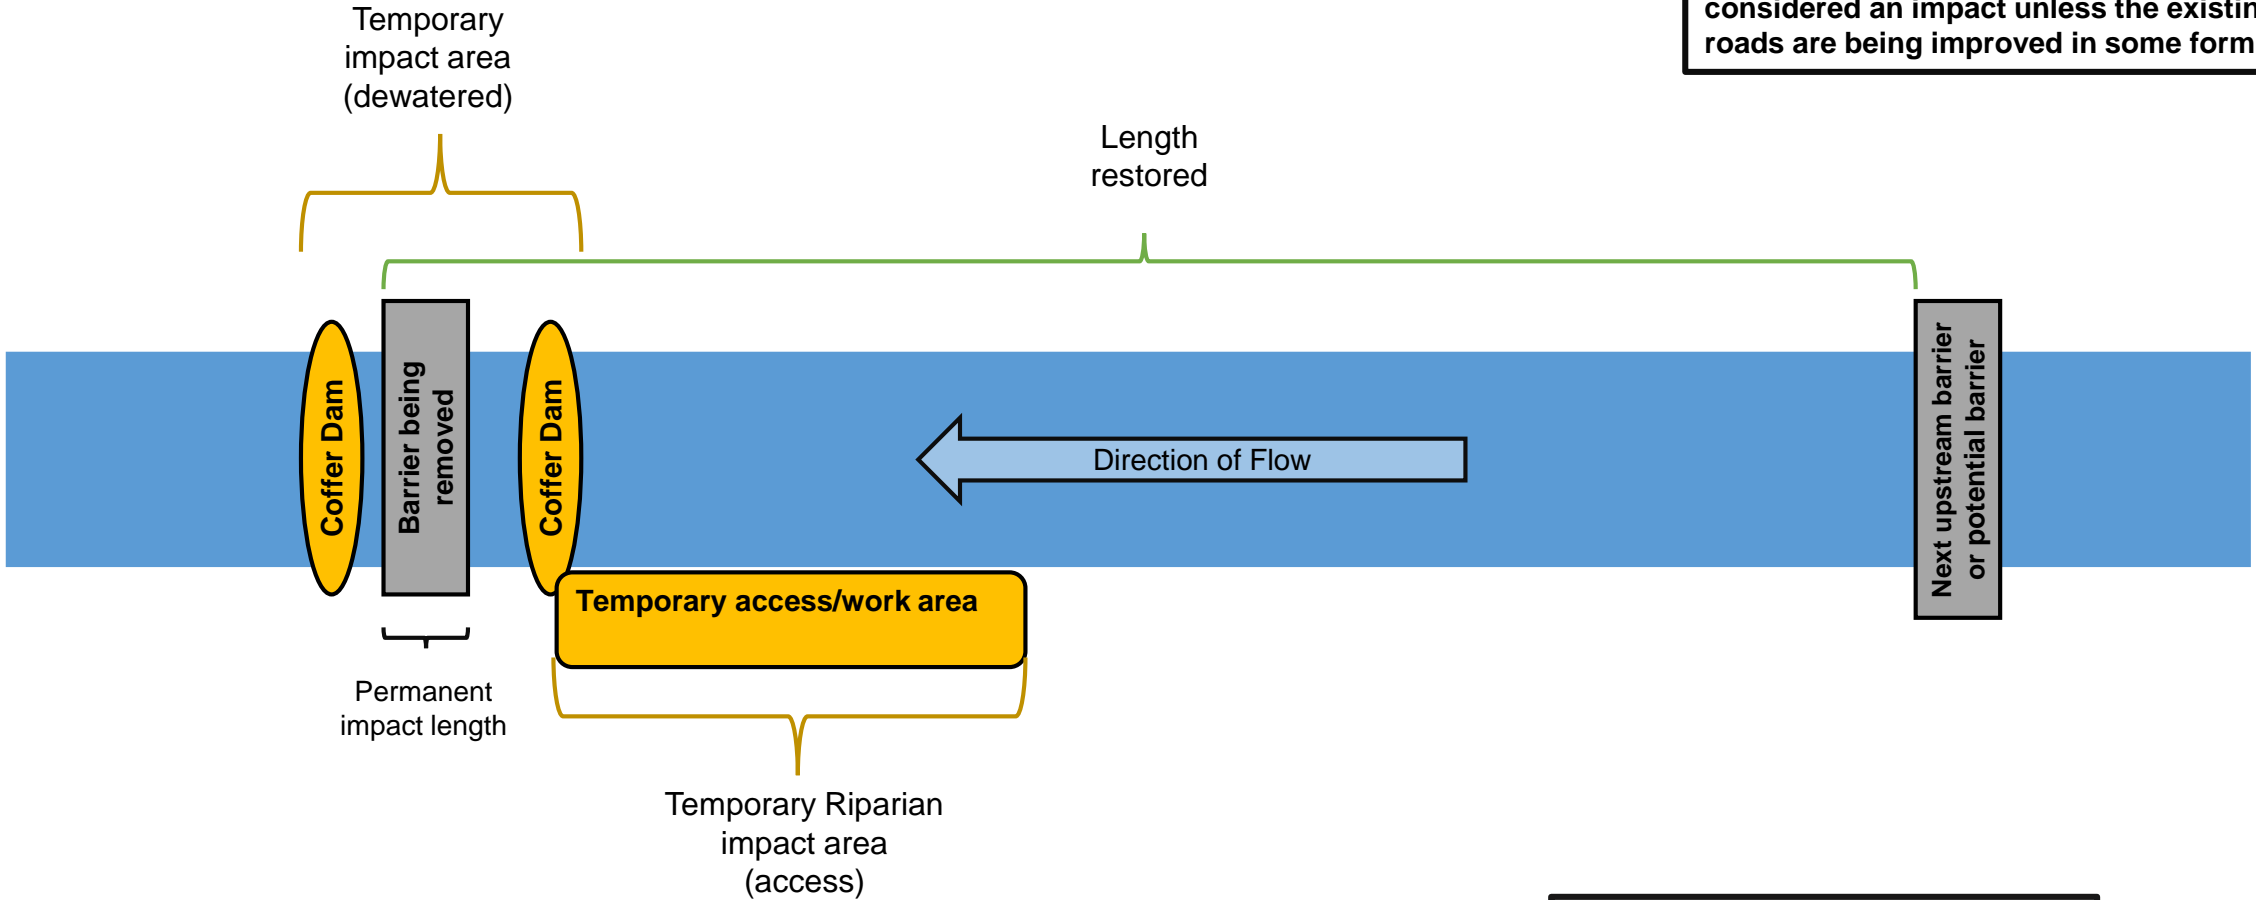 considered an impact unless the existin
roads are being improved in some form
Temporary
impact area
(dewatered)
Length
restored
Coffer Dam
Barrier being
removed
Coffer Dam
Direction of Flow
Next upstream barrier
or potential barrier
Temporary access/work area
Permanent
impact length
Temporary Riparian
impact area
(access)